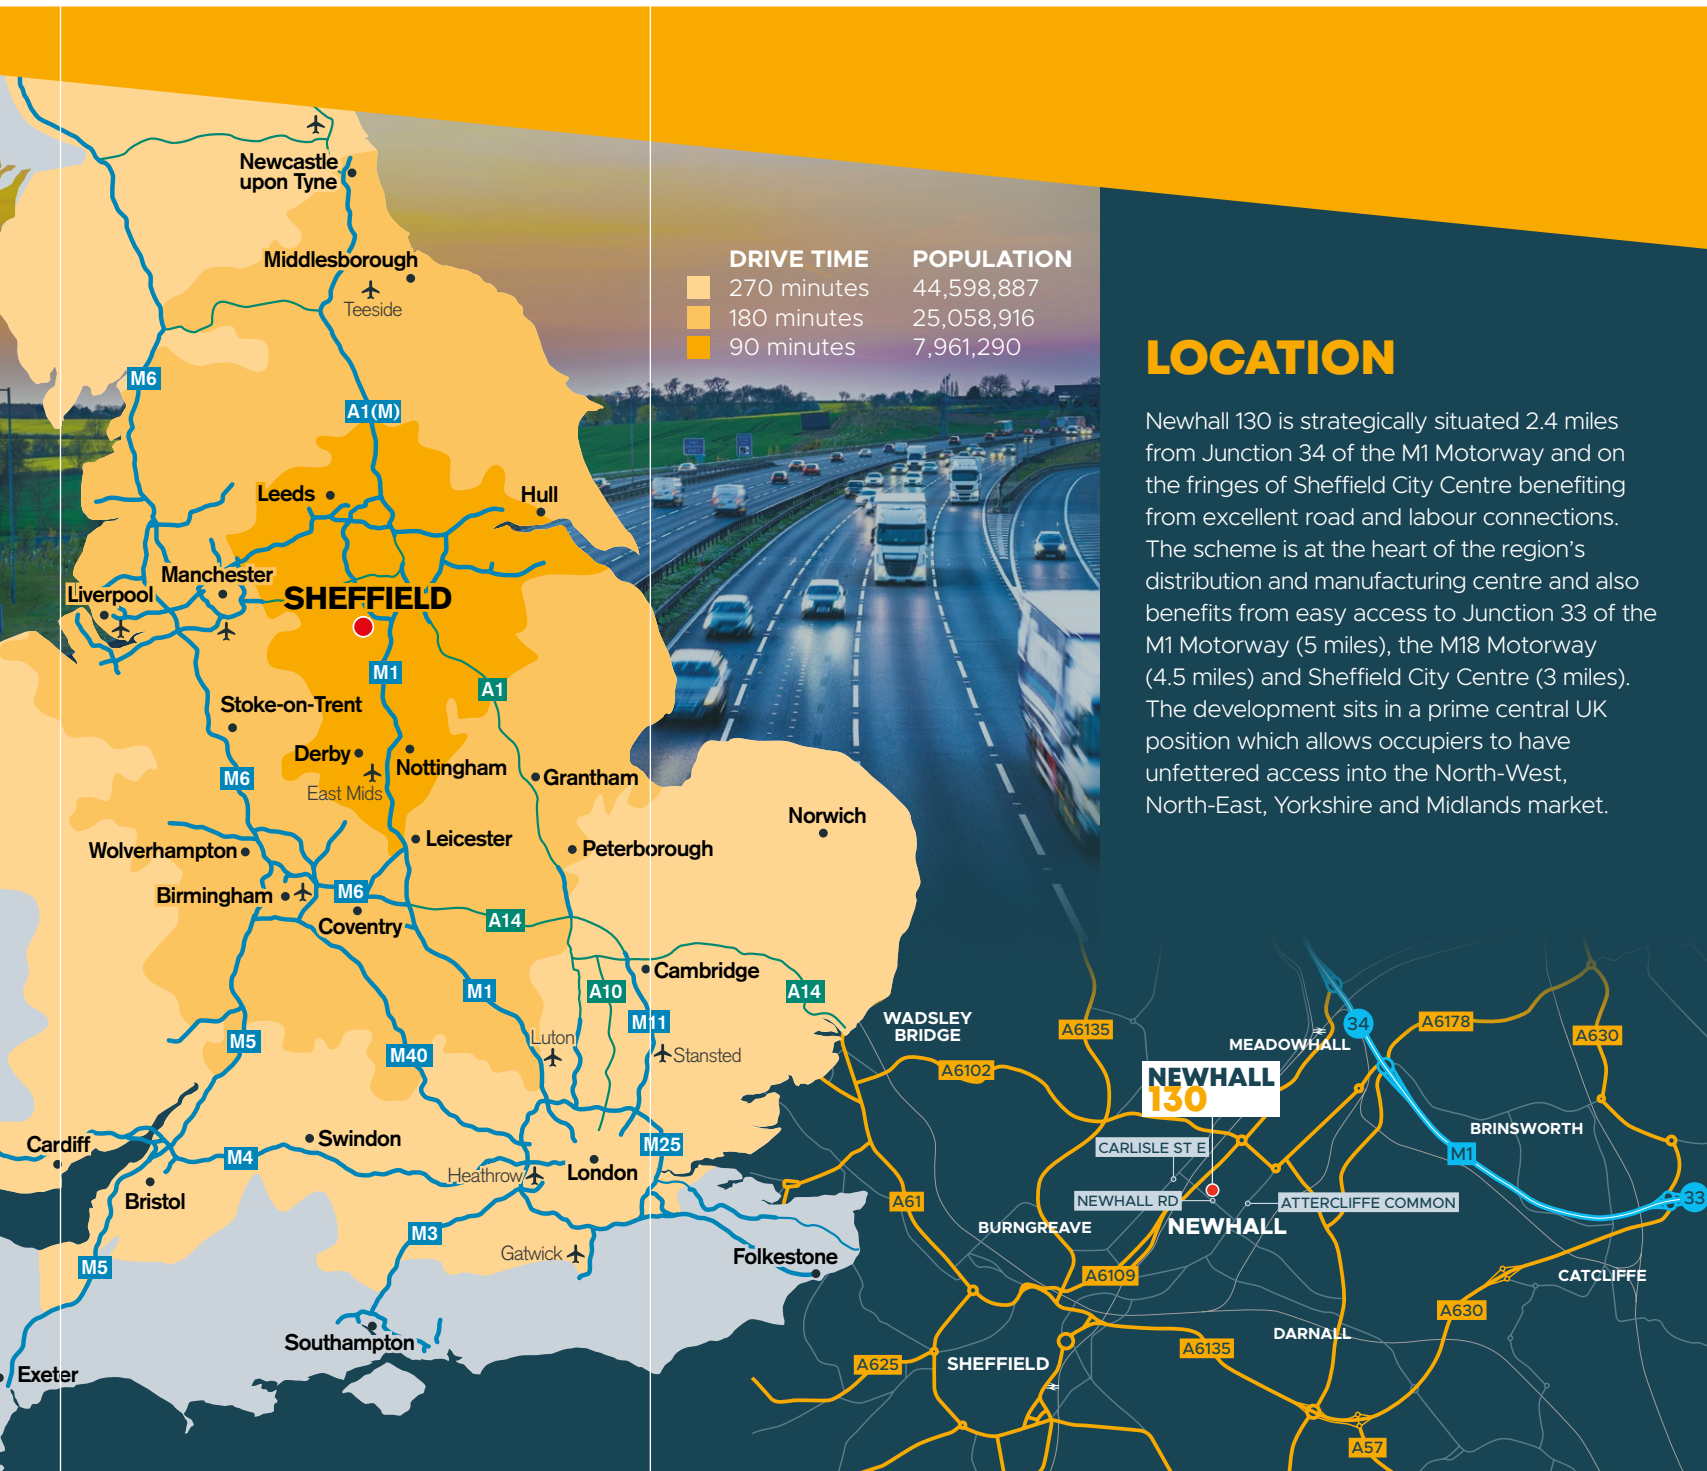 Newcastle
upon Tyne
Middlesborough
Teeside
M6
A1(M)
Leeds
Hull
Manchester
Liverpool
SHEFFIELD
M1
A1
Stoke-on-Trent
Derby
Nottingham
East Mids
Grantham
M6
Norwich
Leicester
Wolverhampton
Peterborough
Birmingham
M6
Coventry
A14
Cambridge
M1
A10
A14
M11
M5
Luton
M40
Stansted
Cardiff
Swindon
M25
M4
Heathrow
London
Bristol
M3
Gatwick
Folkestone
M5
Southampton
Exeter
DRIVE TIME POPULATION
270 minutes 44,598,887
180 minutes 25,058,916
90 minutes 7,961,290
LOCATION
Newhall 130 is strategically situated 2.4 miles
from Junction 34 of the M1 Motorway and on
the fringes of Sheffield City Centre benefiting
from excellent road and labour connections.
The scheme is at the heart of the region's
distribution and manufacturing centre and also
benefits from easy access to Junction 33 of the
M1 Motorway (5 miles), the M18 Motorway
(4.5 miles) and Sheffield City Centre (3 miles).
The development sits in a prime central UK
position which allows occupiers to have
unfettered access into the North-West,
North-East, Yorkshire and Midlands market.
WADSLEY
BRIDGE
A6135
34
A6178
A630
MEADOWHALL
A6102
NEWHALL
130
BRINSWORTH
CARLISLE ST E
M1
A61
NEWHALL RD
ATTERCLIFFE COMMON
33
BURNGREAVE
NEWHALL
A6109
CATCLIFFE
A630
DARNALL
A6135
A625
SHEFFIELD
A57